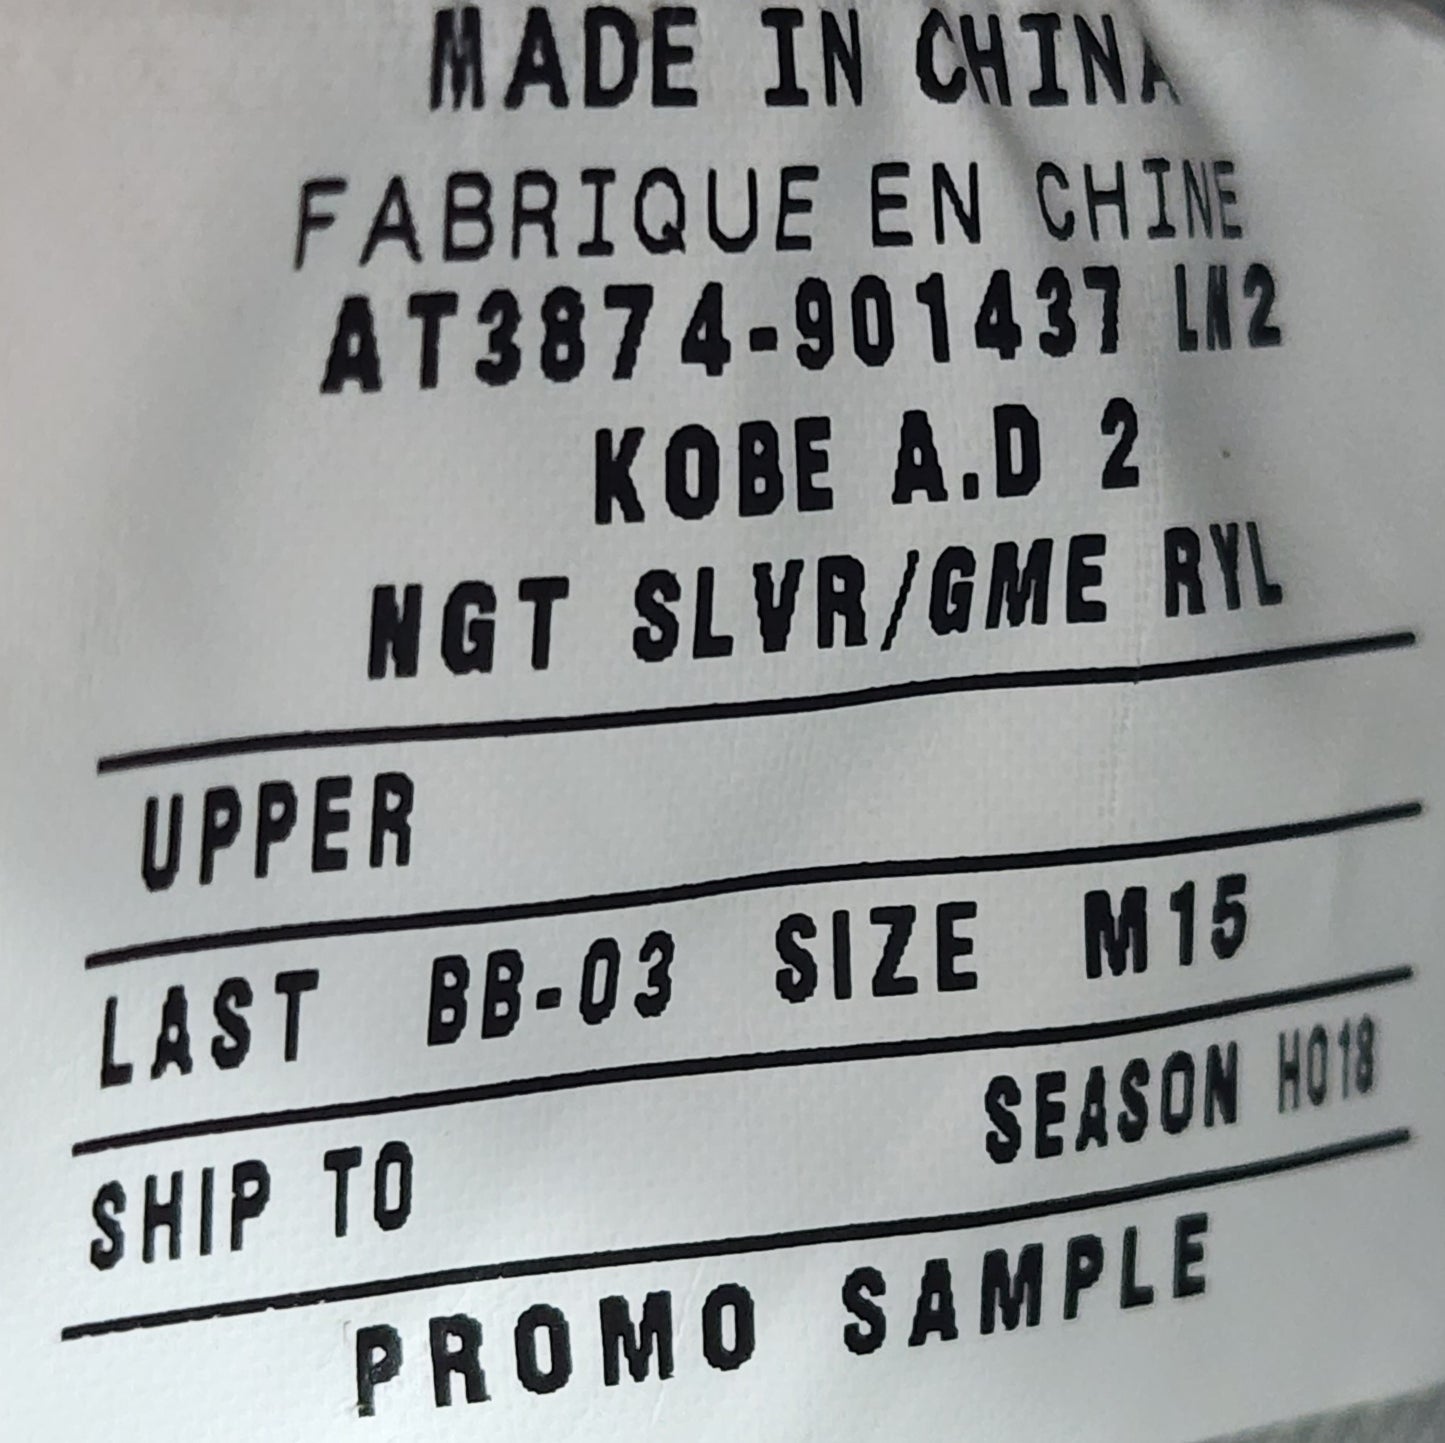 MADE IN CHINA
FABRIQUE EN CHINE
AT3874-901437 LN2
KOBE A.D 2
NGT SLVR/GME RYL
UPPER
LAST BB-03 SIZE M15
SHIP TO SEASON HO18
PROMO SAMPLE